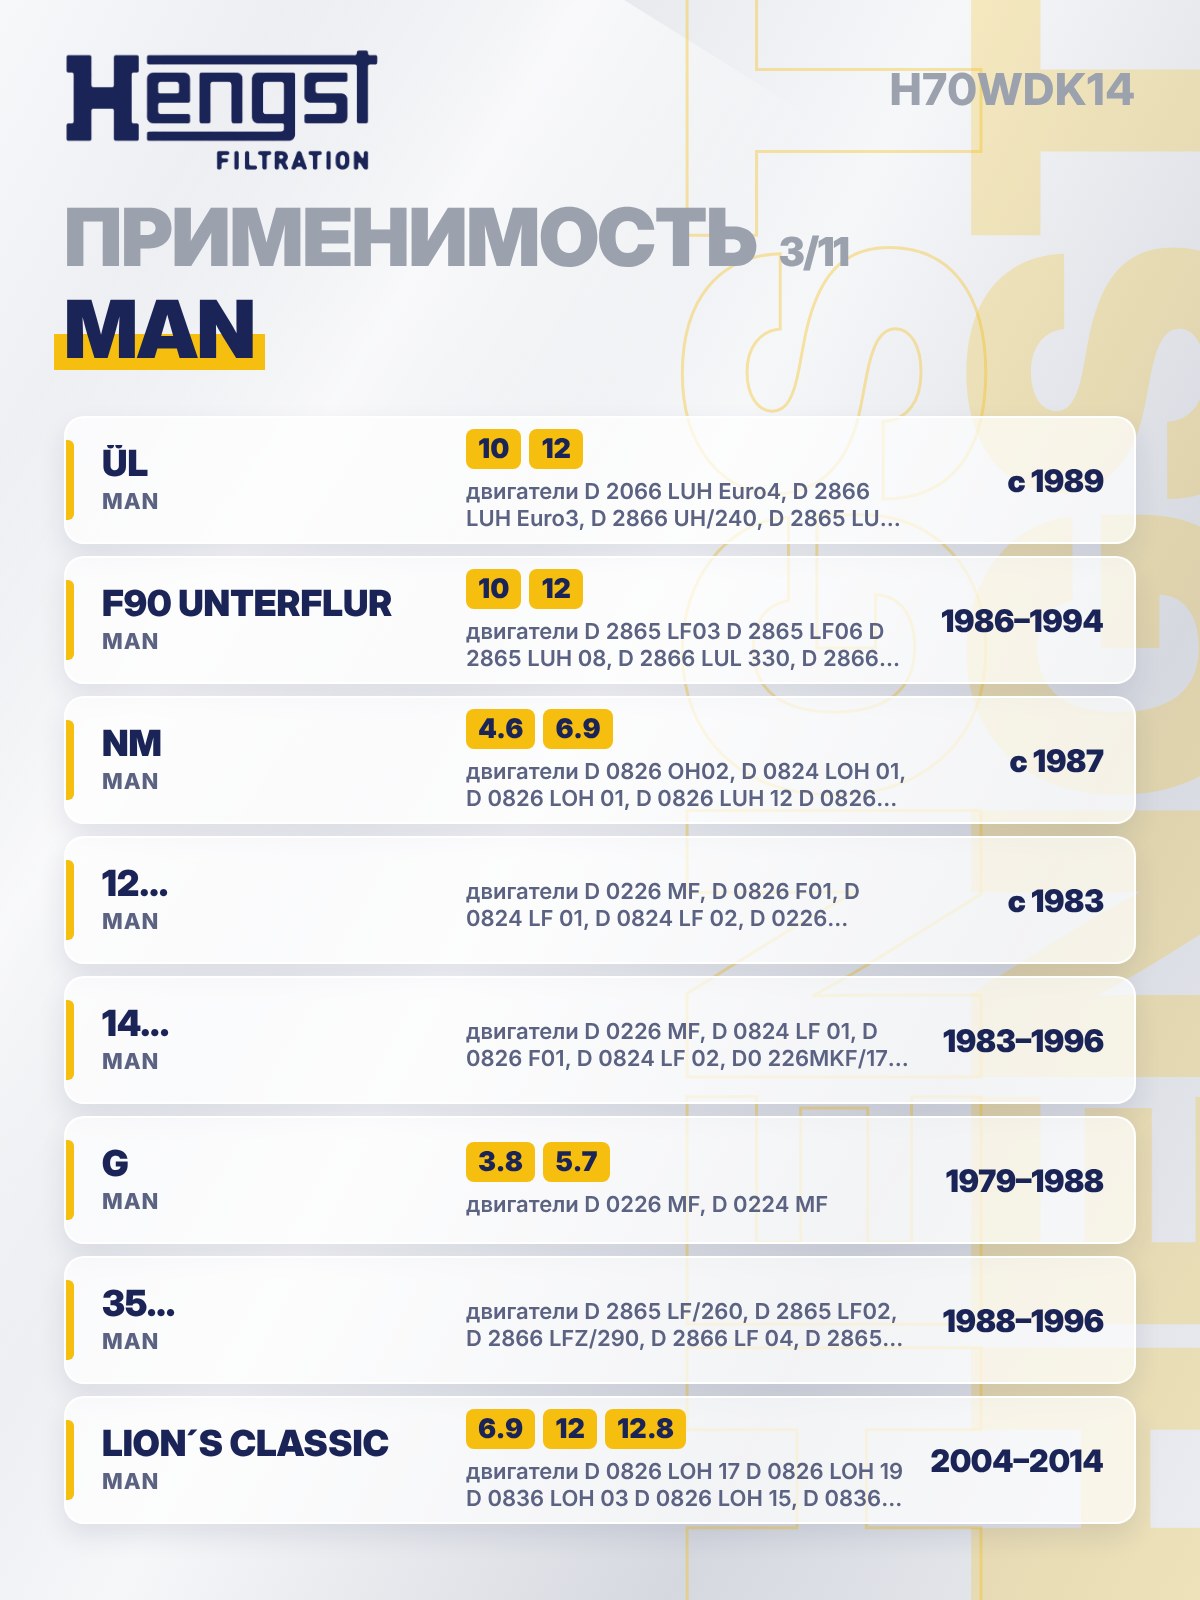 Hengst
FILTRATION
H70WDK14
ПРИМЕНИМОСТЬ 3/11
MAN
ÜL
MAN
10 12
двигатели D 2066 LUH Euro4, D 2866
LUH Euro3, D 2866 UH/240, D 2865 LU...
с 1989
F90 UNTERFLUR
MAN
10 12
двигатели D 2865 LF03 D 2865 LF06 D
2865 LUH 08, D 2866 LUL 330, D 2866...
1986–1994
NM
MAN
4.6 6.9
двигатели D 0826 OH02, D 0824 LOH 01,
D 0826 LOH 01, D 0826 LUH 12 D 0826...
с 1987
12...
MAN
двигатели D 0226 MF, D 0826 F01, D
0824 LF 01, D 0824 LF 02, D 0226...
с 1983
14...
MAN
двигатели D 0226 MF, D 0824 LF 01, D
0826 F01, D 0824 LF 02, D0 226MKF/17...
1983–1996
G
MAN
3.8 5.7
двигатели D 0226 MF, D 0224 MF
1979–1988
35...
MAN
двигатели D 2865 LF/260, D 2865 LF02,
D 2866 LFZ/290, D 2866 LF 04, D 2865...
1988–1996
LION´S CLASSIC
MAN
6.9 12 12.8
двигатели D 0826 LOH 17 D 0826 LOH 19
D 0836 LOH 03 D 0826 LOH 15, D 0836...
2004–2014
HENGST
HENGST